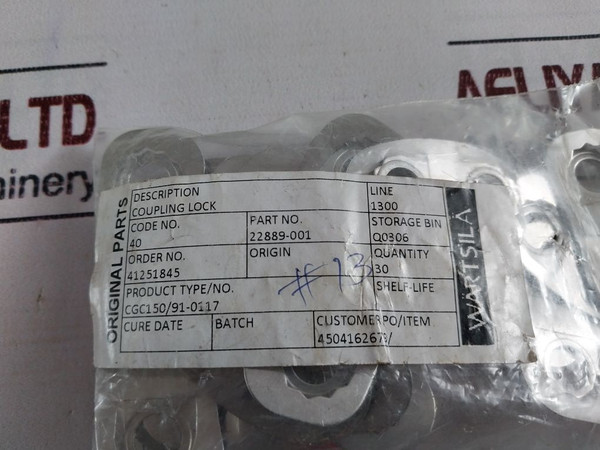 LTD
hinery
ORIGINAL PARTS
DESCRIPTION
COUPLING LOCK
LINE
1300
CODE NO.
40
PART NO.
22889-001
STORAGE BIN
Q0306
ORDER NO.
41251845
ORIGIN
QUANTITY
30
PRODUCT TYPE/NO.
CGC150/91-0117
SHELF-LIFE
CURE DATE
BATCH
CUSTOMERPO/ITEM
# 13
WARTSILA